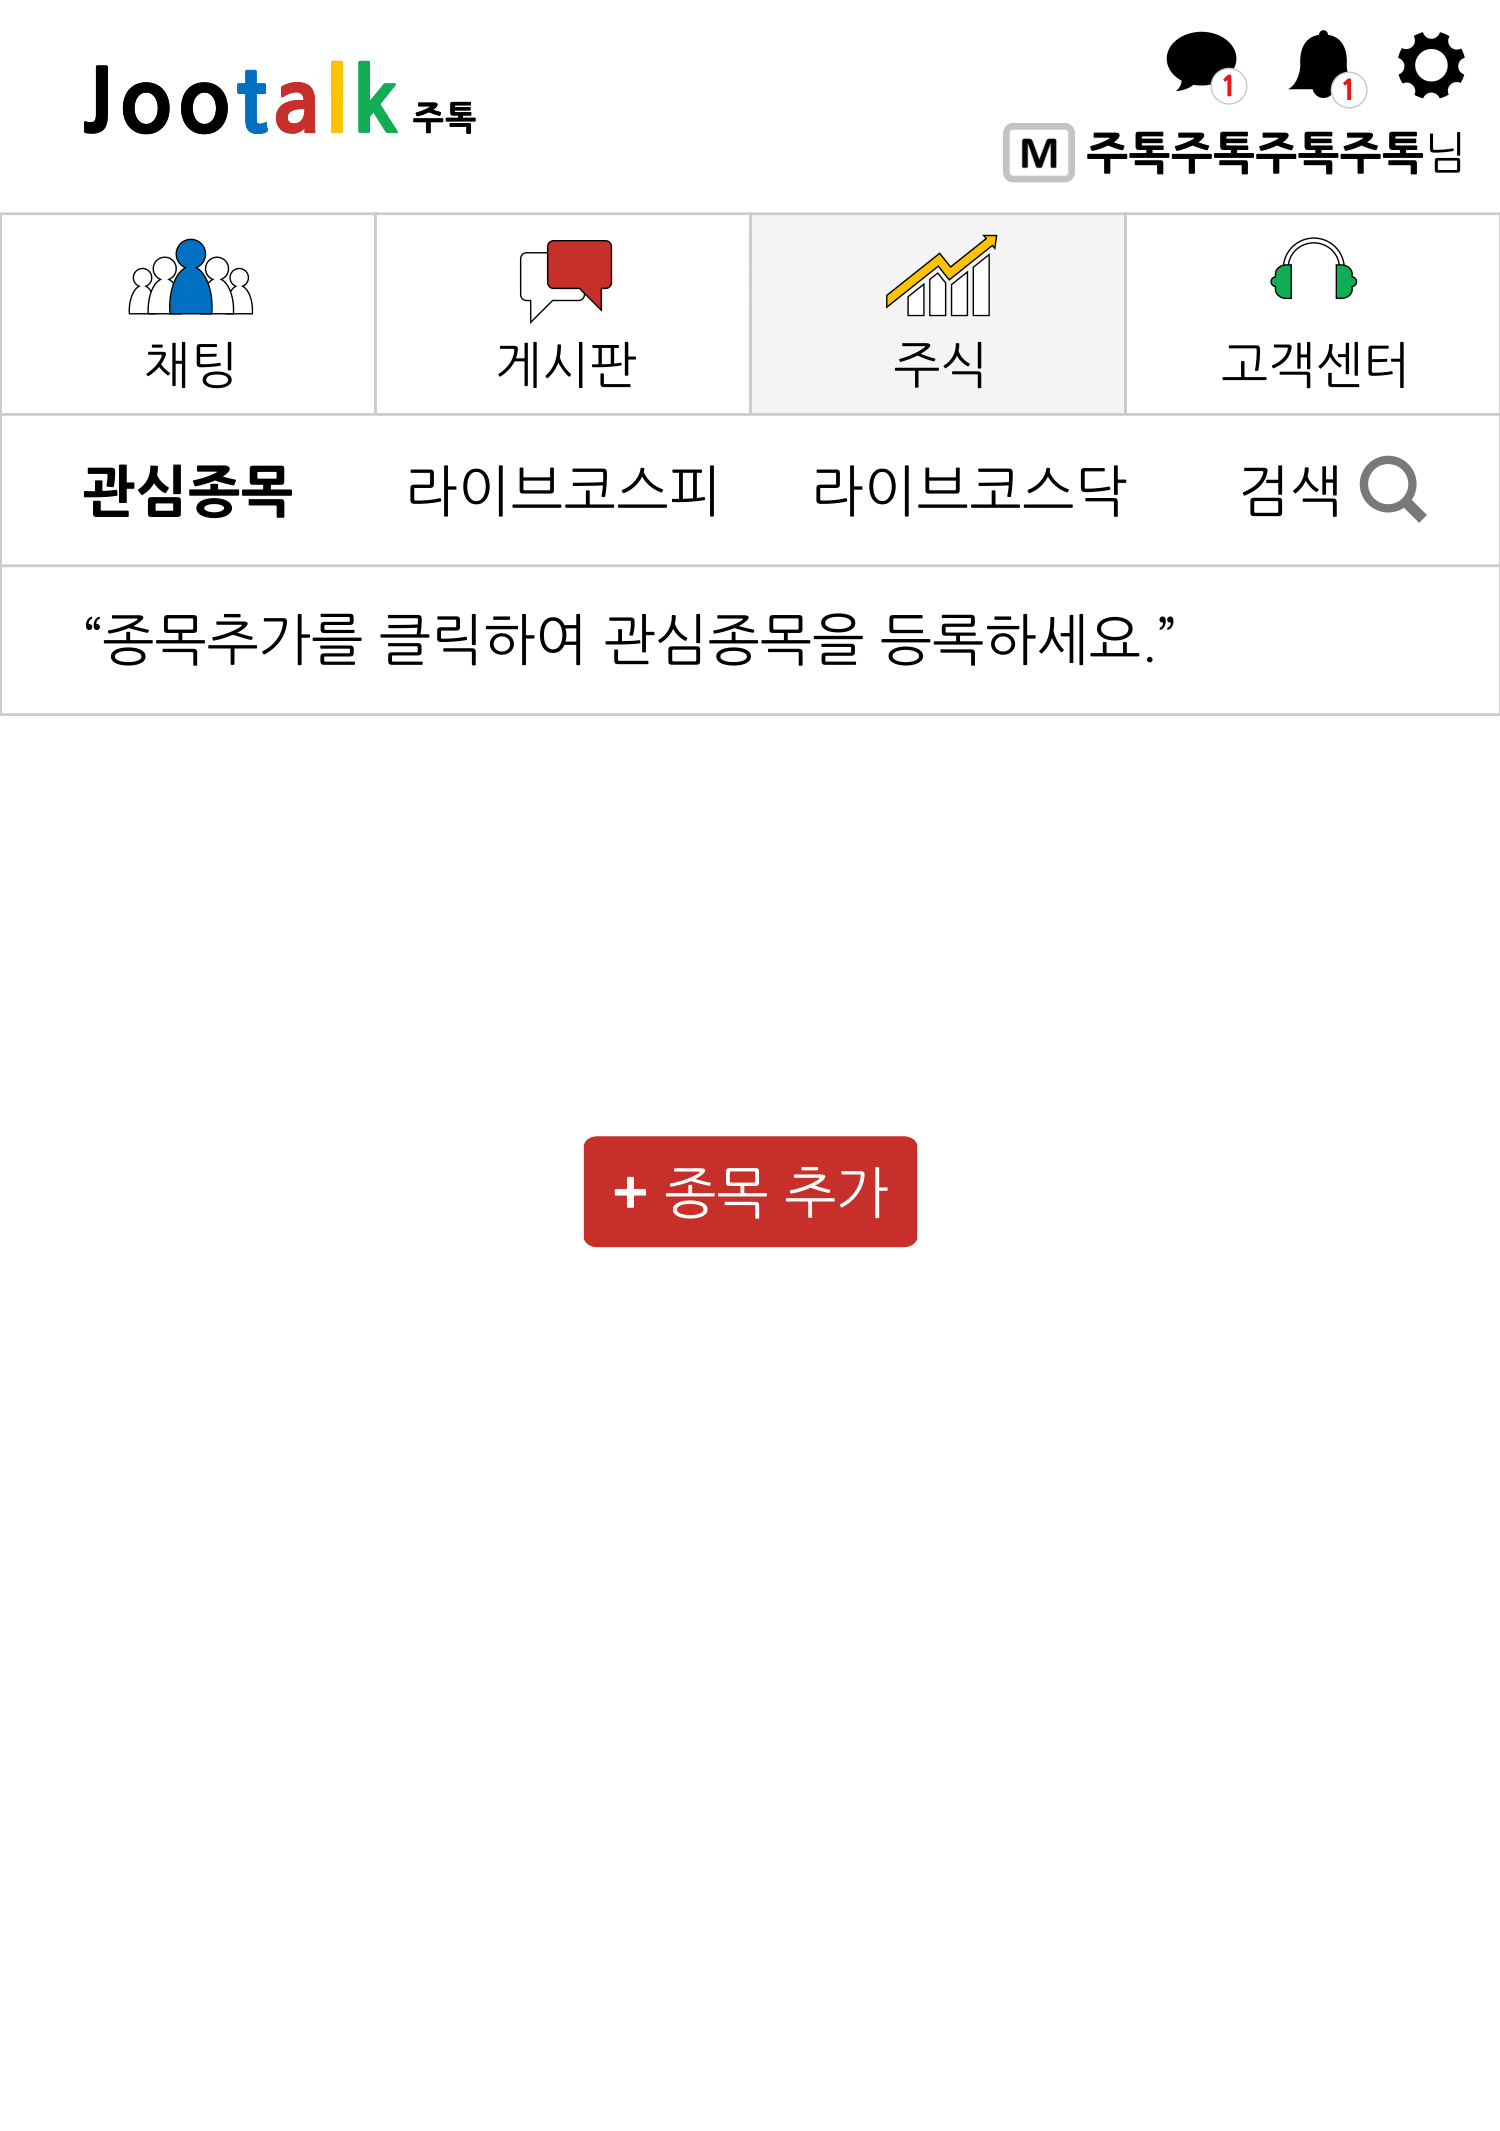 Jootalk 주톡
1 1
M 주톡주톡주톡주톡님
채팅 게시판 주식 고객센터
관심종목 라이브코스피 라이브코스닥 검색
“종목추가를 클릭하여 관심종목을 등록하세요.”
+ 종목 추가